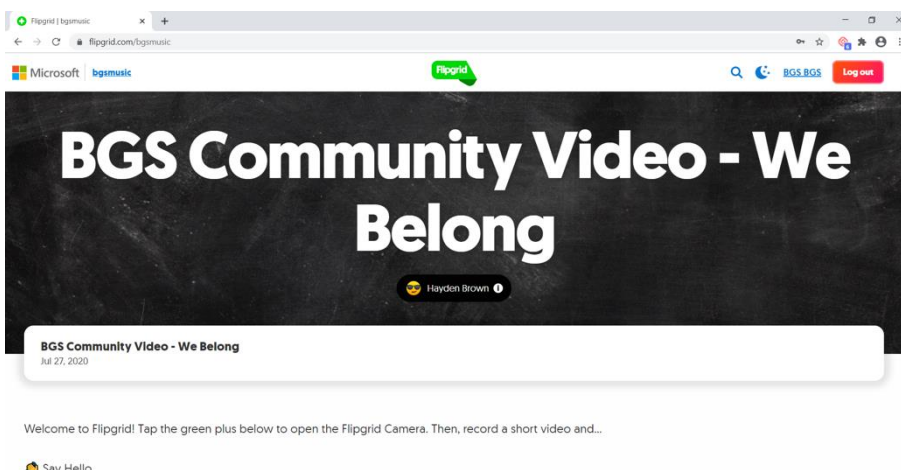 Flipgrid | bgsmusic
flipgrid.com/bgsmusic
Microsoft bgsmusic Flipgrid BGS BGS Log out
BGS Community Video - We
Belong
Hayden Brown
BGS Community Video - We Belong
Jul 27, 2020
Welcome to Flipgrid! Tap the green plus below to open the Flipgrid Camera. Then, record a short video and...
Say Hello